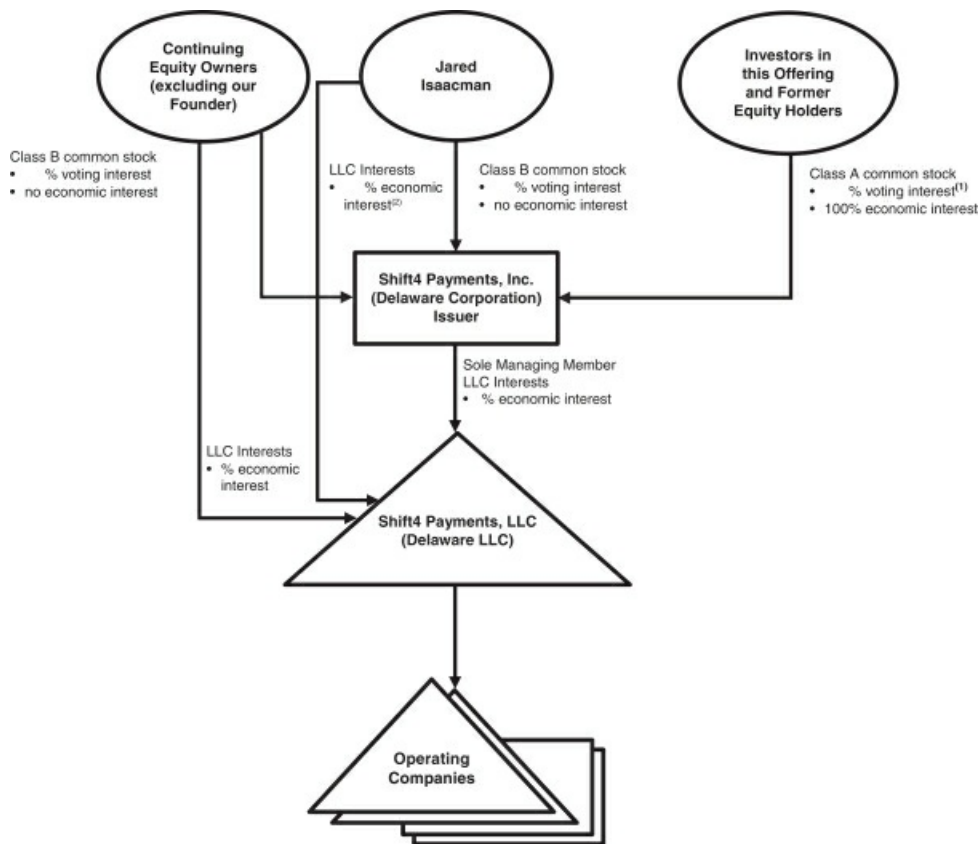 Continuing
Equity Owners
(excluding our
Founder)
Jared
Isaacman
Investors in
this Offering
and Former
Equity Holders
Class B common stock
• % voting interest
• no economic interest
LLC Interests
• % economic
interest(2)
Class B common stock
• % voting interest
• no economic interest
Class A common stock
• % voting interest(1)
• 100% economic interest
Shift4 Payments, Inc.
(Delaware Corporation)
Issuer
Sole Managing Member
LLC Interests
• % economic interest
LLC Interests
• % economic
interest
Shift4 Payments, LLC
(Delaware LLC)
Operating
Companies